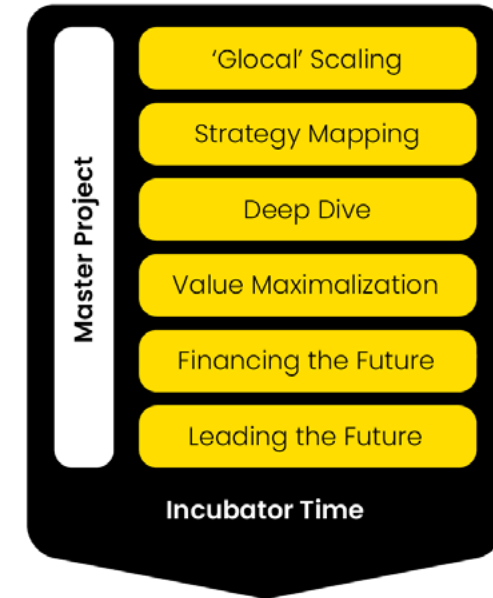 Master Project
‘Glocal’ Scaling
Strategy Mapping
Deep Dive
Value Maximalization
Financing the Future
Leading the Future
Incubator Time